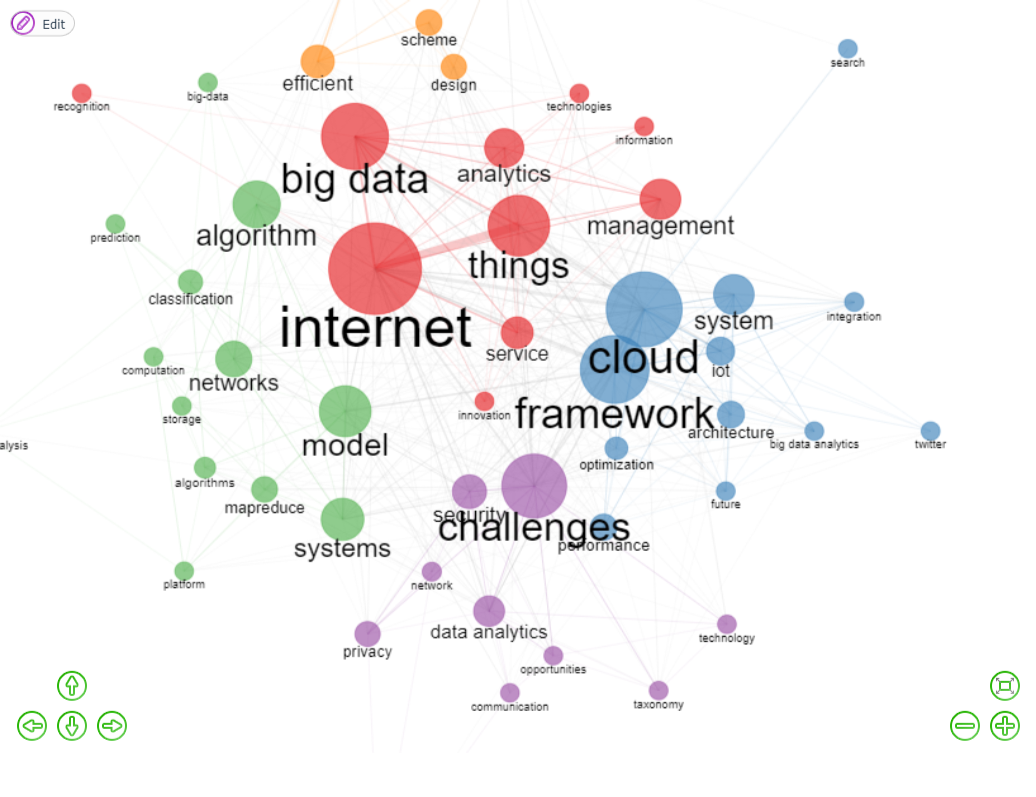 Edit
scheme
search
efficient
design
big-data
recognition
technologies
information
analytics
big data
management
algorithm
prediction
things
classification
internet
system
integration
service
cloud
iot
computation
networks
storage
innovation
framework
architecture
big data analytics
twitter
alysis
model
optimization
algorithms
mapreduce
security
future
challenges
performance
systems
platform
network
data analytics
technology
privacy
opportunities
communication
taxonomy